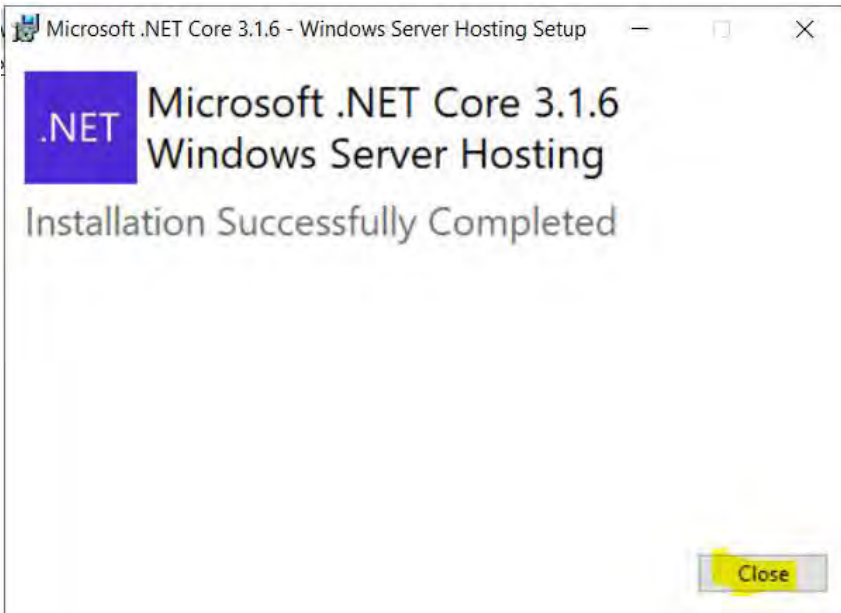 Microsoft .NET Core 3.1.6 - Windows Server Hosting Setup
.NET
Microsoft .NET Core 3.1.6
Windows Server Hosting
Installation Successfully Completed
Close